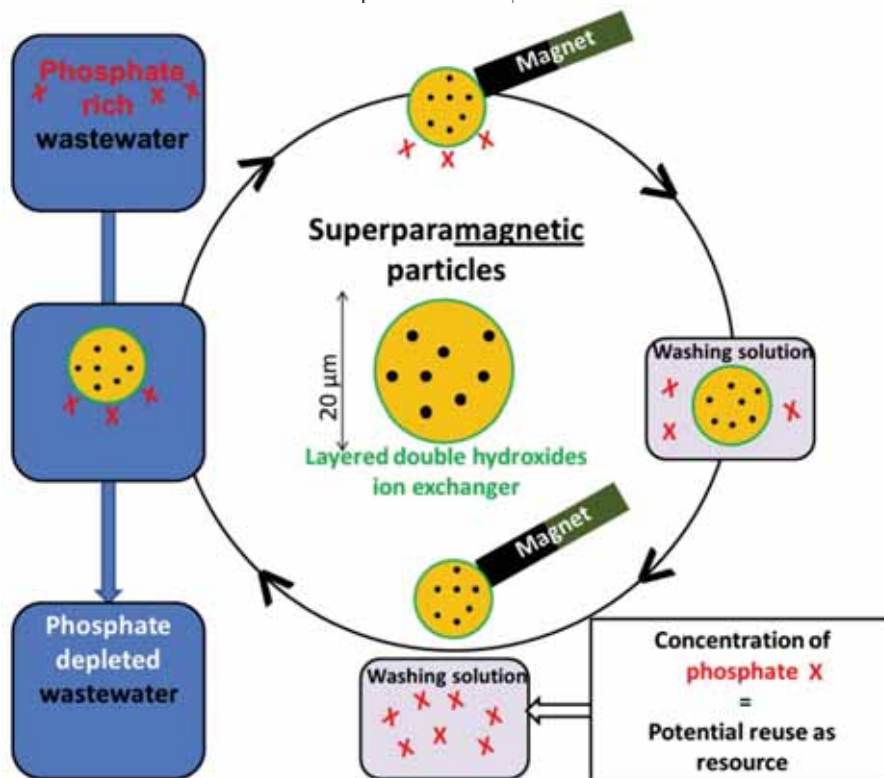 Phosphate
rich
wastewater
Magnet
Superparamagnetic
particles
20 µm
Layered double hydroxides
ion exchanger
Washing solution
X
X
X
Magnet
Phosphate
depleted
wastewater
Washing solution
Concentration of
phosphate X
=
Potential reuse as
resource